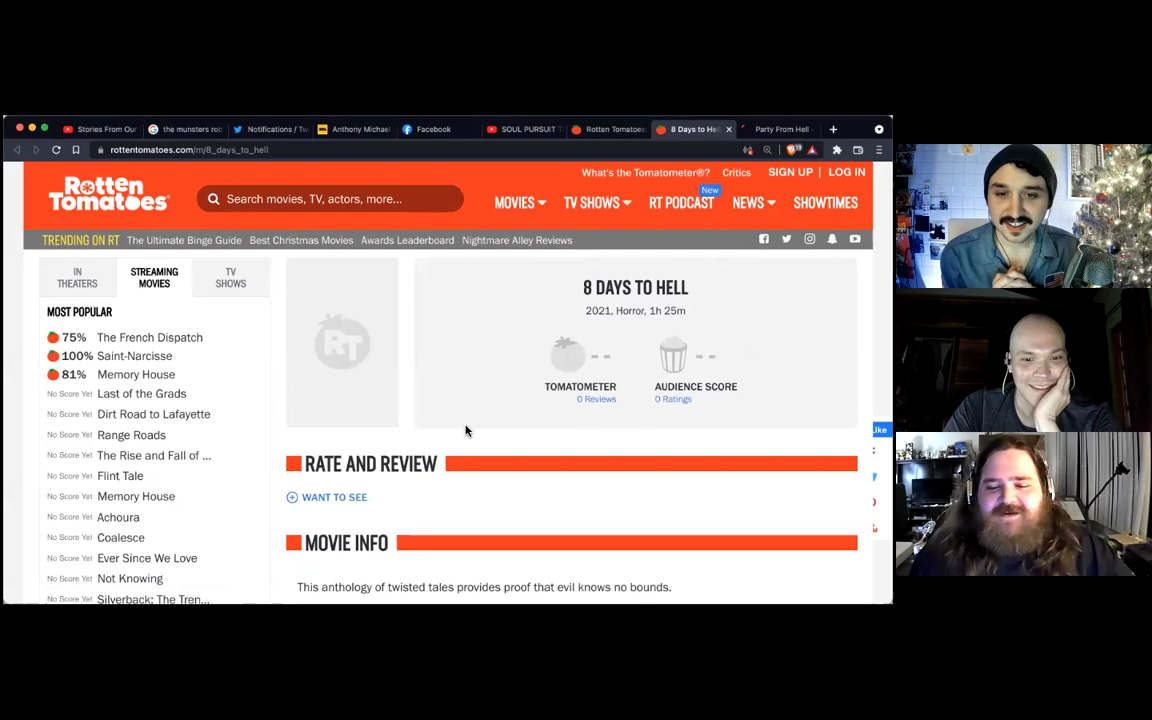 Stories From Our
the munsters rob
Notifications / Tw
Anthony Michael
Facebook
SOUL PURSUIT T
Rotten Tomatoes:
8 Days to Hell
Party From Hell -
rottentomatoes.com/m/8_days_to_hell
What's the Tomatometer®?
Critics
SIGN UP | LOG IN
Rotten
Tomatoes
Search movies, TV, actors, more...
New
MOVIES
TV SHOWS
RT PODCAST
NEWS
SHOWTIMES
TRENDING ON RT
The Ultimate Binge Guide
Best Christmas Movies
Awards Leaderboard
Nightmare Alley Reviews
IN
THEATERS
STREAMING
MOVIES
TV
SHOWS
MOST POPULAR
75% The French Dispatch
100% Saint-Narcisse
81% Memory House
No Score Yet Last of the Grads
No Score Yet Dirt Road to Lafayette
No Score Yet Range Roads
No Score Yet The Rise and Fall of ...
No Score Yet Flint Tale
No Score Yet Memory House
No Score Yet Achoura
No Score Yet Coalesce
No Score Yet Ever Since We Love
No Score Yet Not Knowing
No Score Yet Silverback: The Tren...
RT
8 DAYS TO HELL
2021, Horror, 1h 25m
- -
- -
TOMATOMETER
0 Reviews
AUDIENCE SCORE
0 Ratings
Like
RATE AND REVIEW
WANT TO SEE
MOVIE INFO
This anthology of twisted tales provides proof that evil knows no bounds.